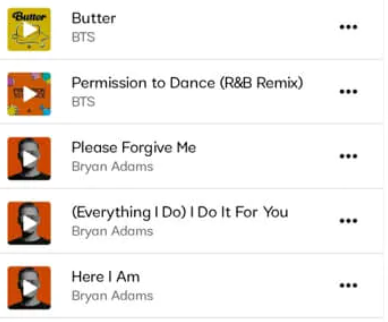 Butter
Butter
BTS
Permission to Dance (R&B Remix)
BTS
Please Forgive Me
Bryan Adams
(Everything I Do) I Do It For You
Bryan Adams
Here I Am
Bryan Adams